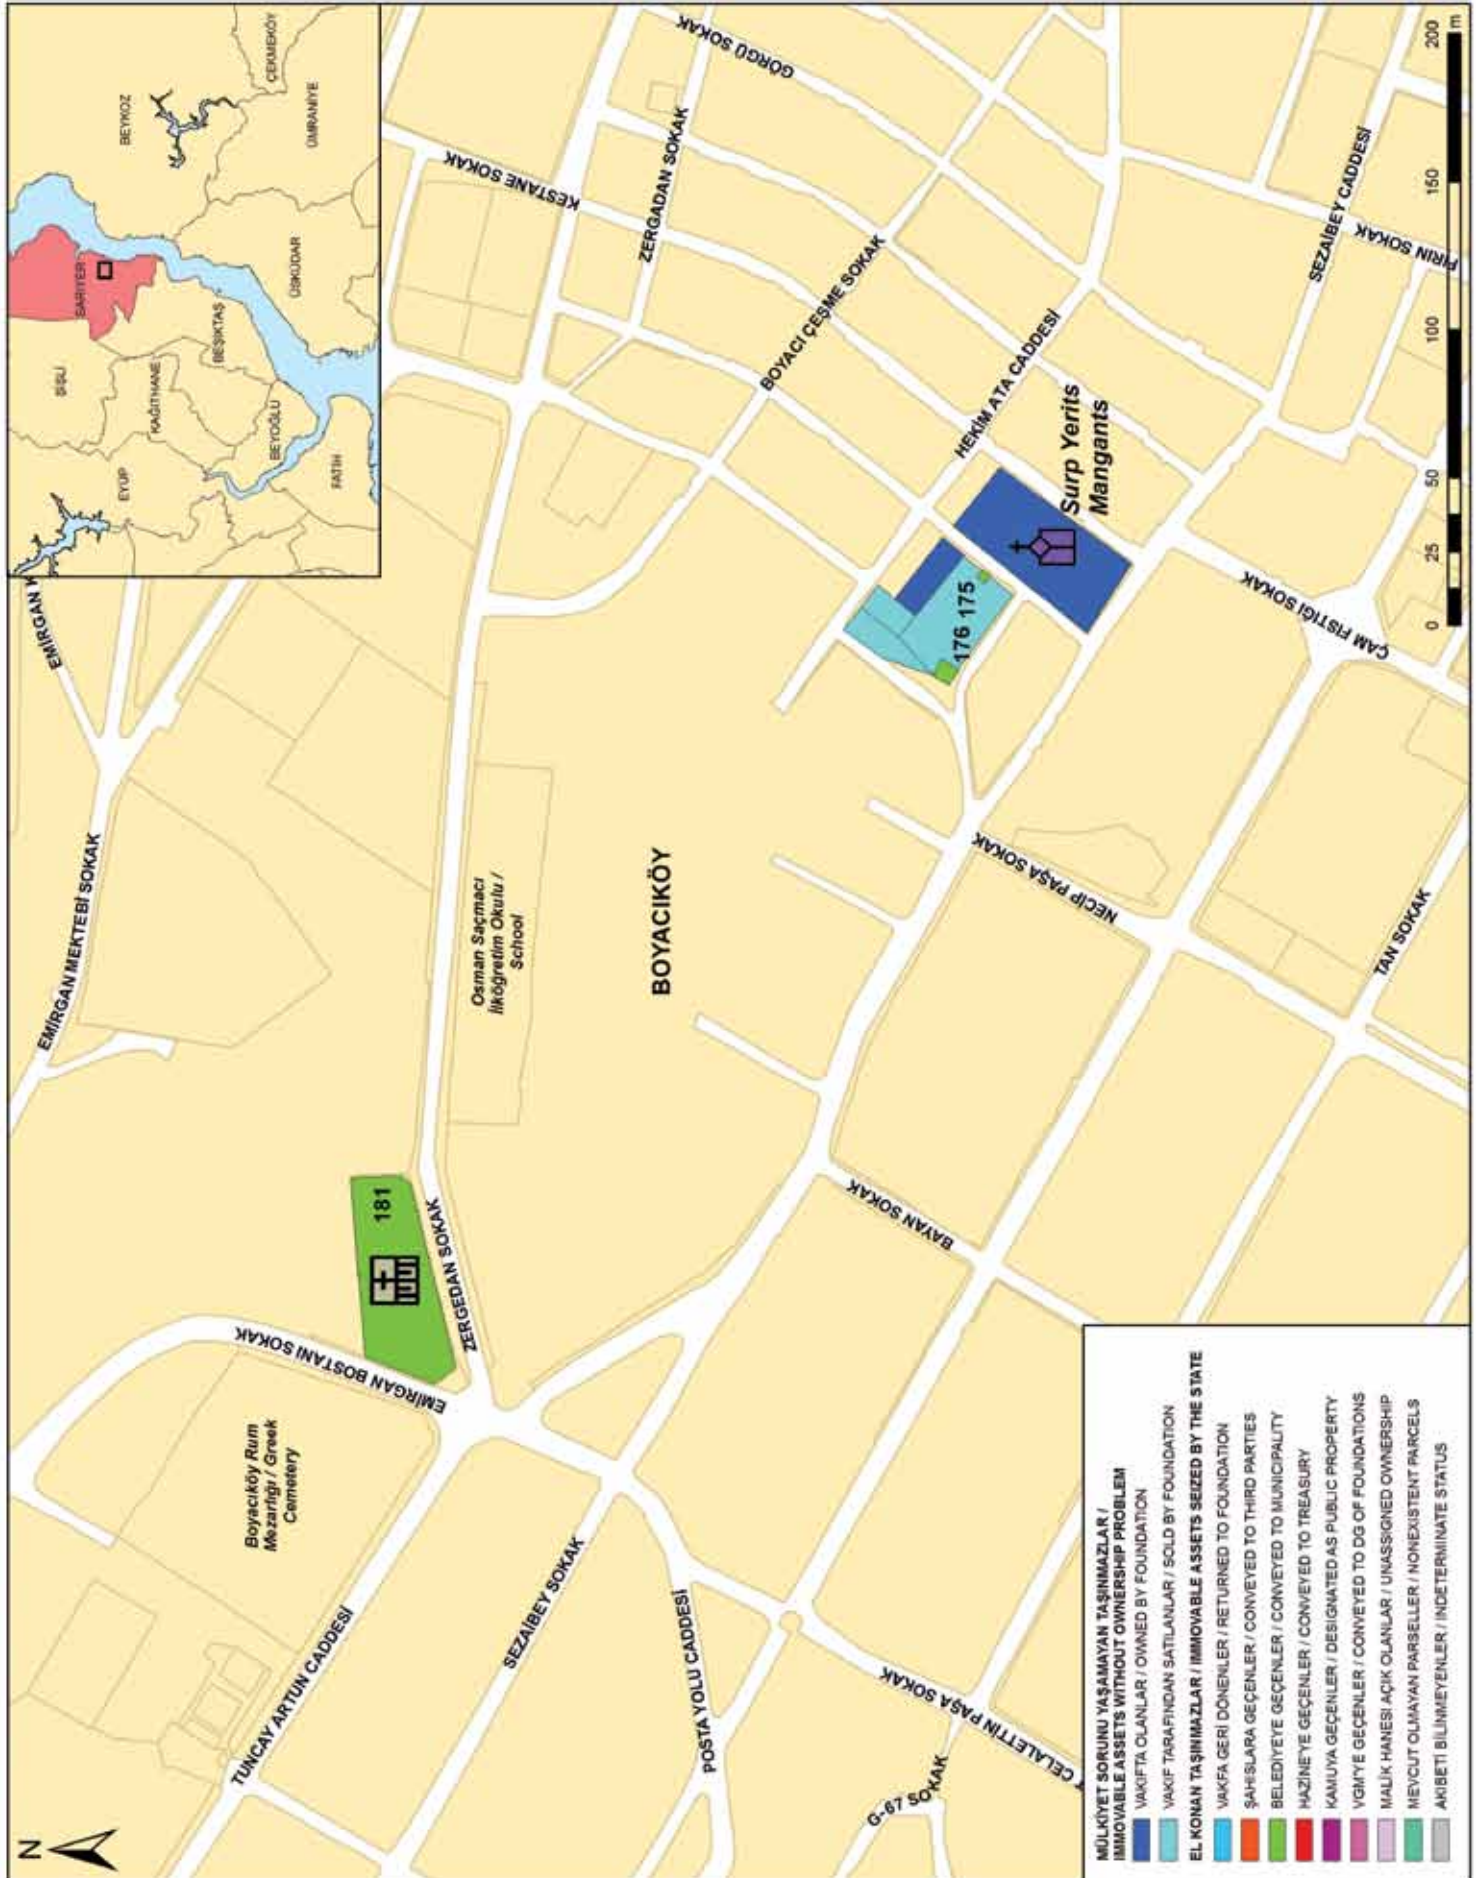 N
EMİRGAN
EMİRGAN MEKTEBİ SOKAK
EMİRGAN BOSTANI SOKAK
Boyacıköy Rum
Mezarlığı / Greek
Cemetery
181
ZERGEDAN SOKAK
TUNCAY ARTUN CADDESİ
SEZAİBEY SOKAK
POSTA YOLU CADDESİ
G-67 SOKAK
CELALETTİN PAŞA SOKAK
Osman Saçmacı
İlköğretim Okulu /
School
BOYACIKÖY
BAYAN SOKAK
NECİP PAŞA SOKAK
TAN SOKAK
176
175
Surp Yerits
Mangants
ÇAM FISTIĞI SOKAK
HEKİM ATA CADDESİ
BOYACI ÇEŞME SOKAK
KESTANE SOKAK
ZERGADAN SOKAK
GÖRGÜ SOKAK
SEZAİBEY CADDESİ
FIRIN SOKAK
EYÜP
ŞİŞLİ
SARIYER
BEYKOZ
ÇEKMEKÖY
ÜMRANİYE
KAĞITHANE
BEŞİKTAŞ
ÜSKÜDAR
BEYOĞLU
FATİH
0 25 50 100 150 200
m
MÜLKİYET SORUNU YAŞAMAYAN TAŞINMAZLAR /
IMMOVABLE ASSETS WITHOUT OWNERSHIP PROBLEM
VAKIFTA OLANLAR / OWNED BY FOUNDATION
VAKIF TARAFINDAN SATILANLAR / SOLD BY FOUNDATION
EL KONAN TAŞINMAZLAR / IMMOVABLE ASSETS SEIZED BY THE STATE
VAKFA GERİ DÖNENLER / RETURNED TO FOUNDATION
ŞAHISLARA GEÇENLER / CONVEYED TO THIRD PARTIES
BELEDİYEYE GEÇENLER / CONVEYED TO MUNICIPALITY
HAZİNE'YE GEÇENLER / CONVEYED TO TREASURY
KAMUYA GEÇENLER / DESIGNATED AS PUBLIC PROPERTY
VGM'YE GEÇENLER / CONVEYED TO DG OF FOUNDATIONS
MALİK HANESİ AÇIK OLANLAR / UNASSIGNED OWNERSHIP
MEVCUT OLMAYAN PARSELLER / NONEXISTENT PARCELS
AKIBETİ BİLİNMEYENLER / INDETERMINATE STATUS